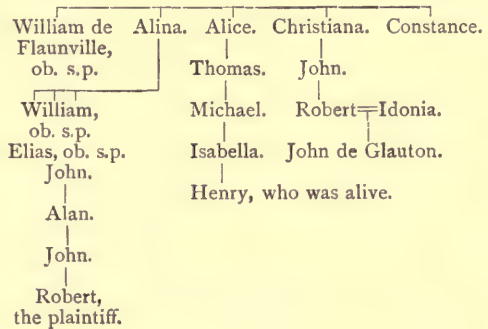 William de Alina. Alice. Christiana. Constance.
Flaunville,
ob. s.p. Thomas. John.
William, Michael. Robert Idonia.
ob. s.p.
Elias, ob. s.p. Isabella. John de Glauton.
John.
Henry, who was alive.
Alan.
John.
Robert,
the plaintiff.